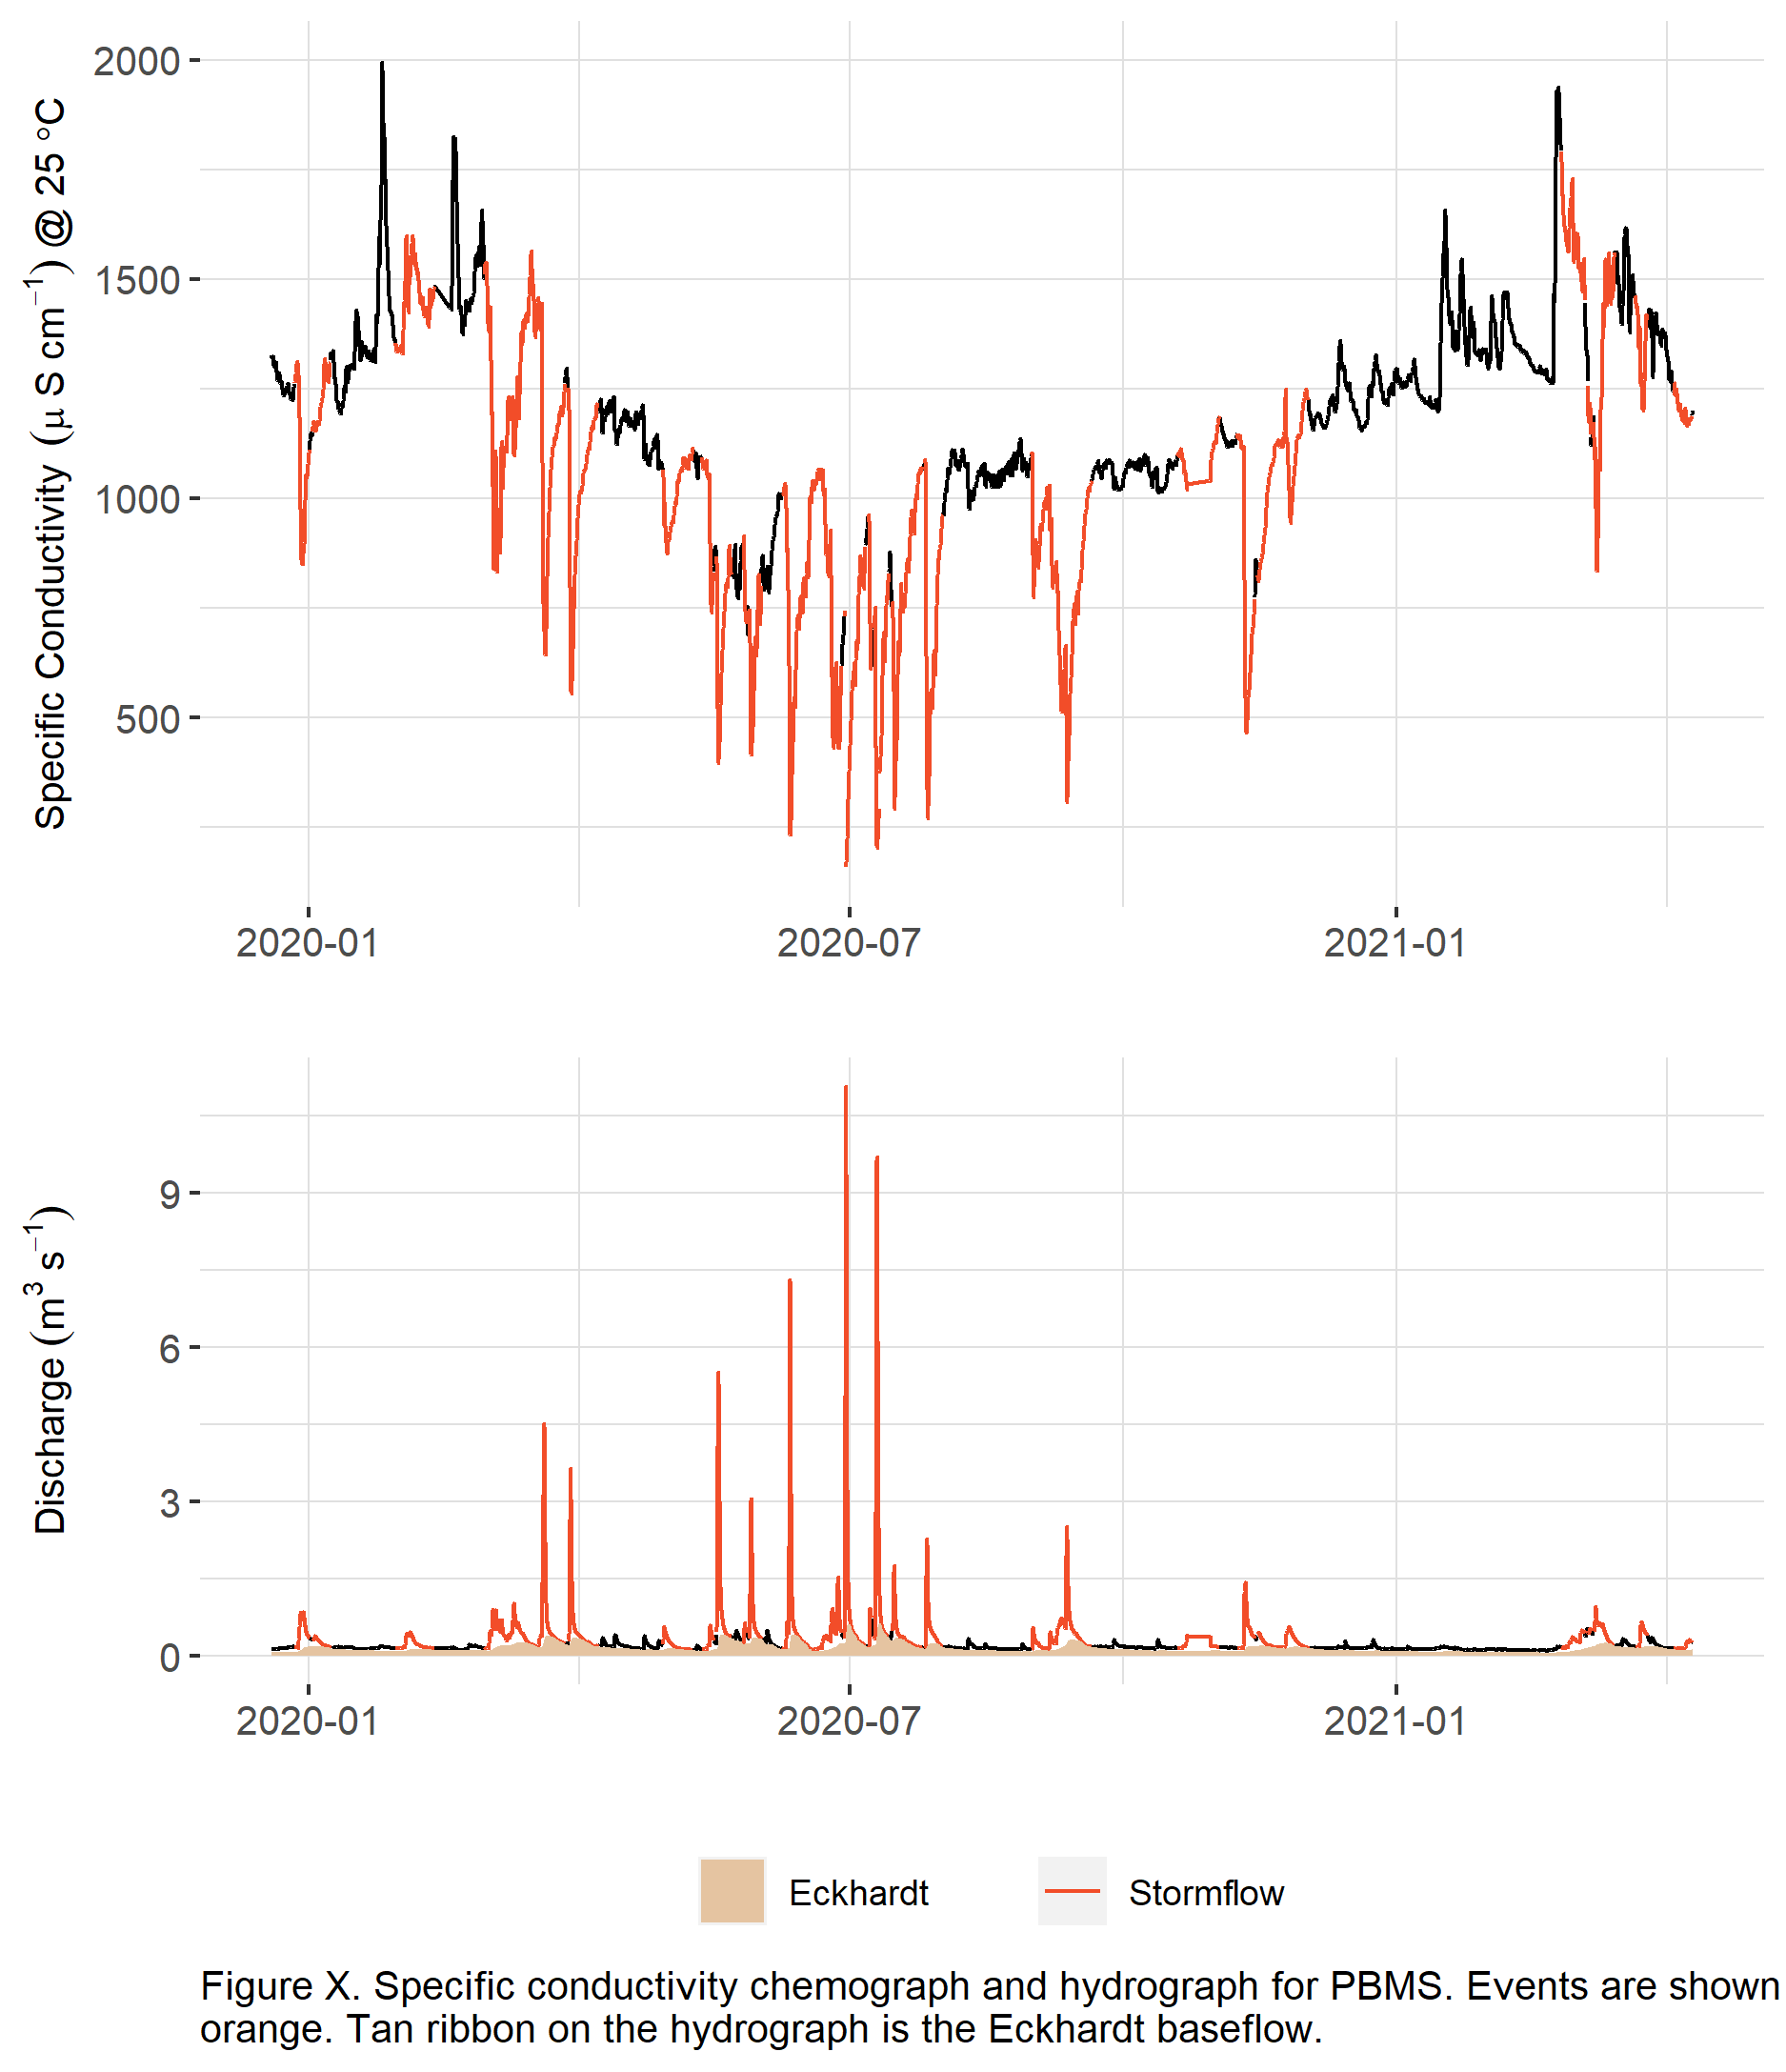 2000
1500
1000
500
Specific Conductivity (μ S cm⁻¹) @ 25 °C
2020-01 2020-07 2021-01
9
6
3
0
Discharge (m³ s⁻¹)
2020-01 2020-07 2021-01
Eckhardt Stormflow
Figure X. Specific conductivity chemograph and hydrograph for PBMS. Events are shown
orange. Tan ribbon on the hydrograph is the Eckhardt baseflow.